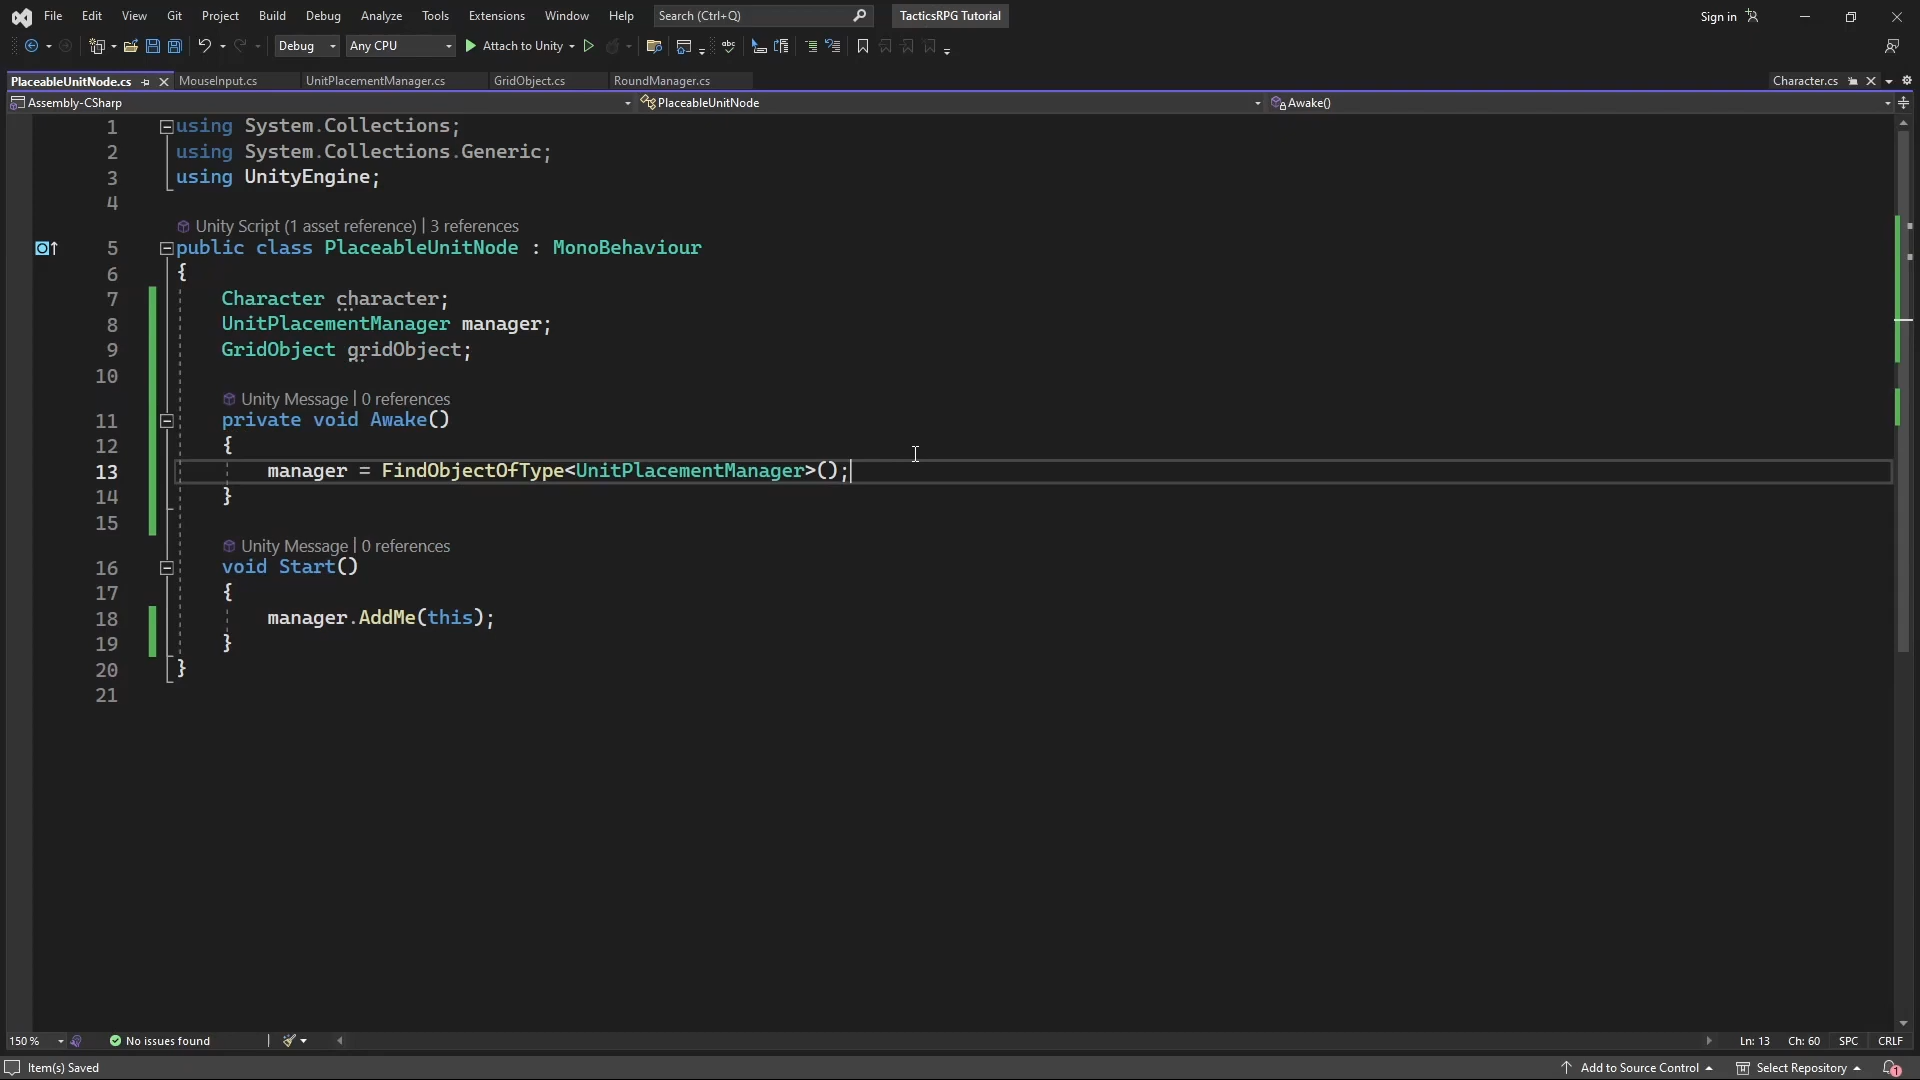 File Edit View Git Project Build Debug Analyze Tools Extensions Window Help Search (Ctrl+Q) TacticsRPG Tutorial Sign in
Debug Any CPU Attach to Unity
PlaceableUnitNode.cs MouseInput.cs UnitPlacementManager.cs GridObject.cs RoundManager.cs Character.cs
Assembly-CSharp PlaceableUnitNode Awake()
1 using System.Collections;
2 using System.Collections.Generic;
3 using UnityEngine;
4
Unity Script (1 asset reference) | 3 references
5 public class PlaceableUnitNode : MonoBehaviour
6 {
7 Character character;
8 UnitPlacementManager manager;
9 GridObject gridObject;
10
Unity Message | 0 references
11 private void Awake()
12 {
13 manager = FindObjectOfType<UnitPlacementManager>();
14 }
15
Unity Message | 0 references
16 void Start()
17 {
18 manager.AddMe(this);
19 }
20 }
21
150 % No issues found Ln: 13 Ch: 60 SPC CRLF
Item(s) Saved Add to Source Control Select Repository 1